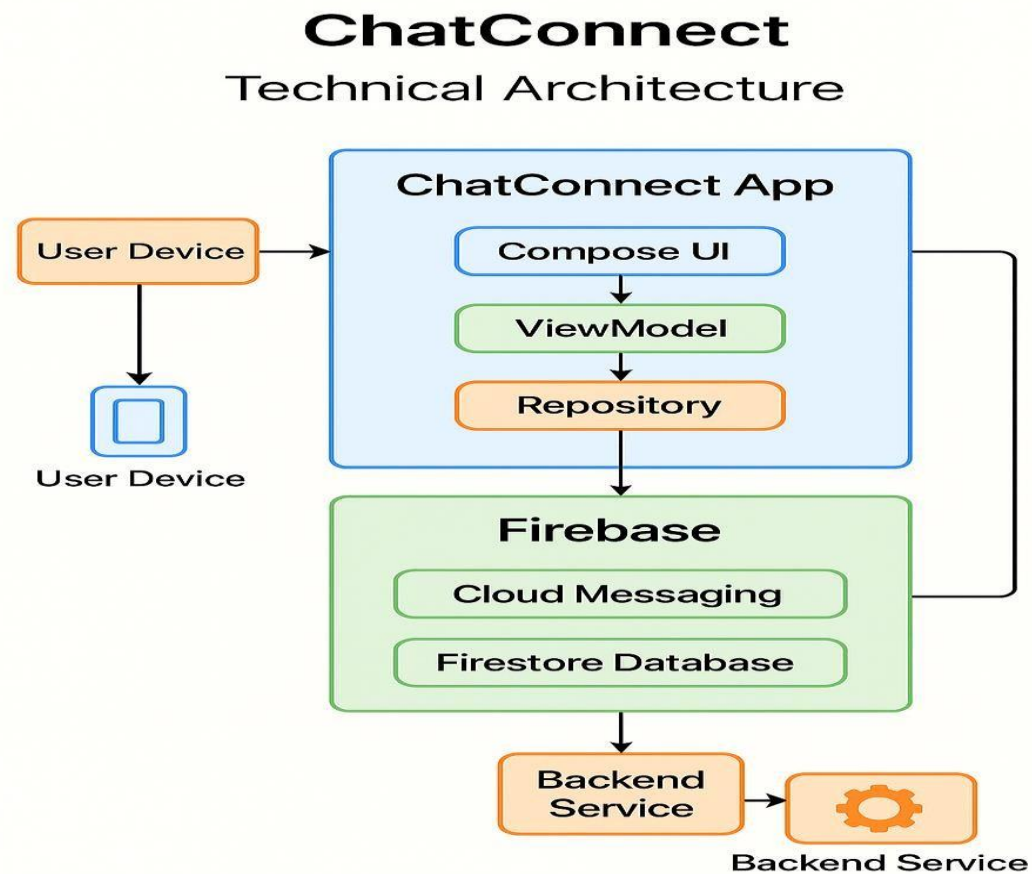 ChatConnect
Technical Architecture
ChatConnect App
User Device
Compose UI
ViewModel
Repository
User Device
Firebase
Cloud Messaging
Firestore Database
Backend
Service
Backend Service